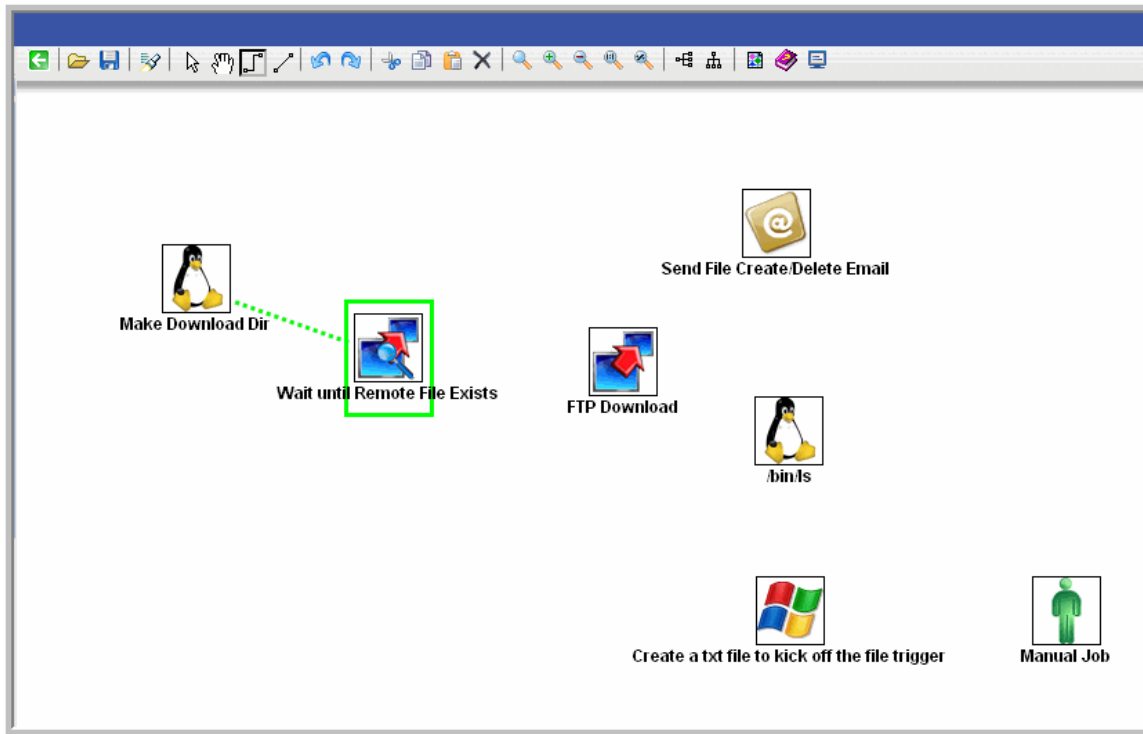 @
Send File Create/Delete Email
Make Download Dir
Wait until Remote File Exists
FTP Download
/bin/ls
Create a txt file to kick off the file trigger
Manual Job